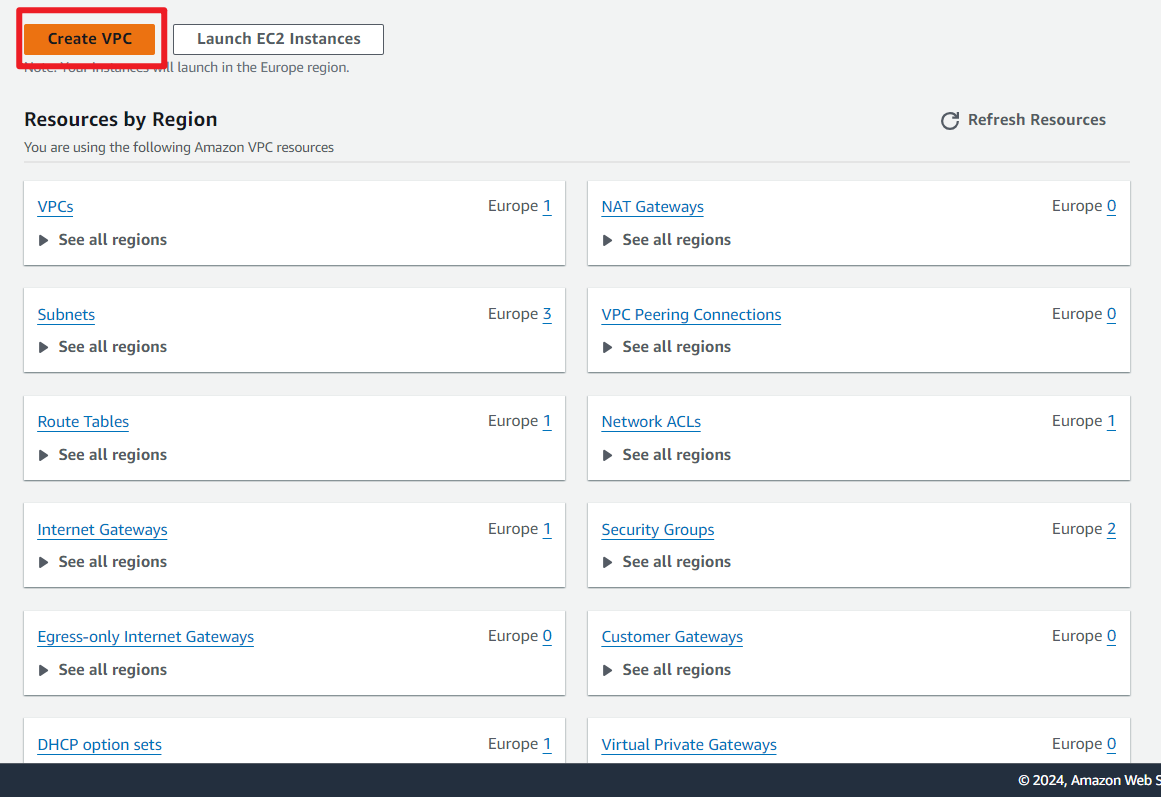 Create VPC Launch EC2 Instances
Note: Your Instances will launch in the Europe region.
Resources by Region Refresh Resources
You are using the following Amazon VPC resources
VPCs Europe 1 NAT Gateways Europe 0
See all regions See all regions
Subnets Europe 3 VPC Peering Connections Europe 0
See all regions See all regions
Route Tables Europe 1 Network ACLs Europe 1
See all regions See all regions
Internet Gateways Europe 1 Security Groups Europe 2
See all regions See all regions
Egress-only Internet Gateways Europe 0 Customer Gateways Europe 0
See all regions See all regions
DHCP option sets Europe 1 Virtual Private Gateways Europe 0
© 2024, Amazon Web S